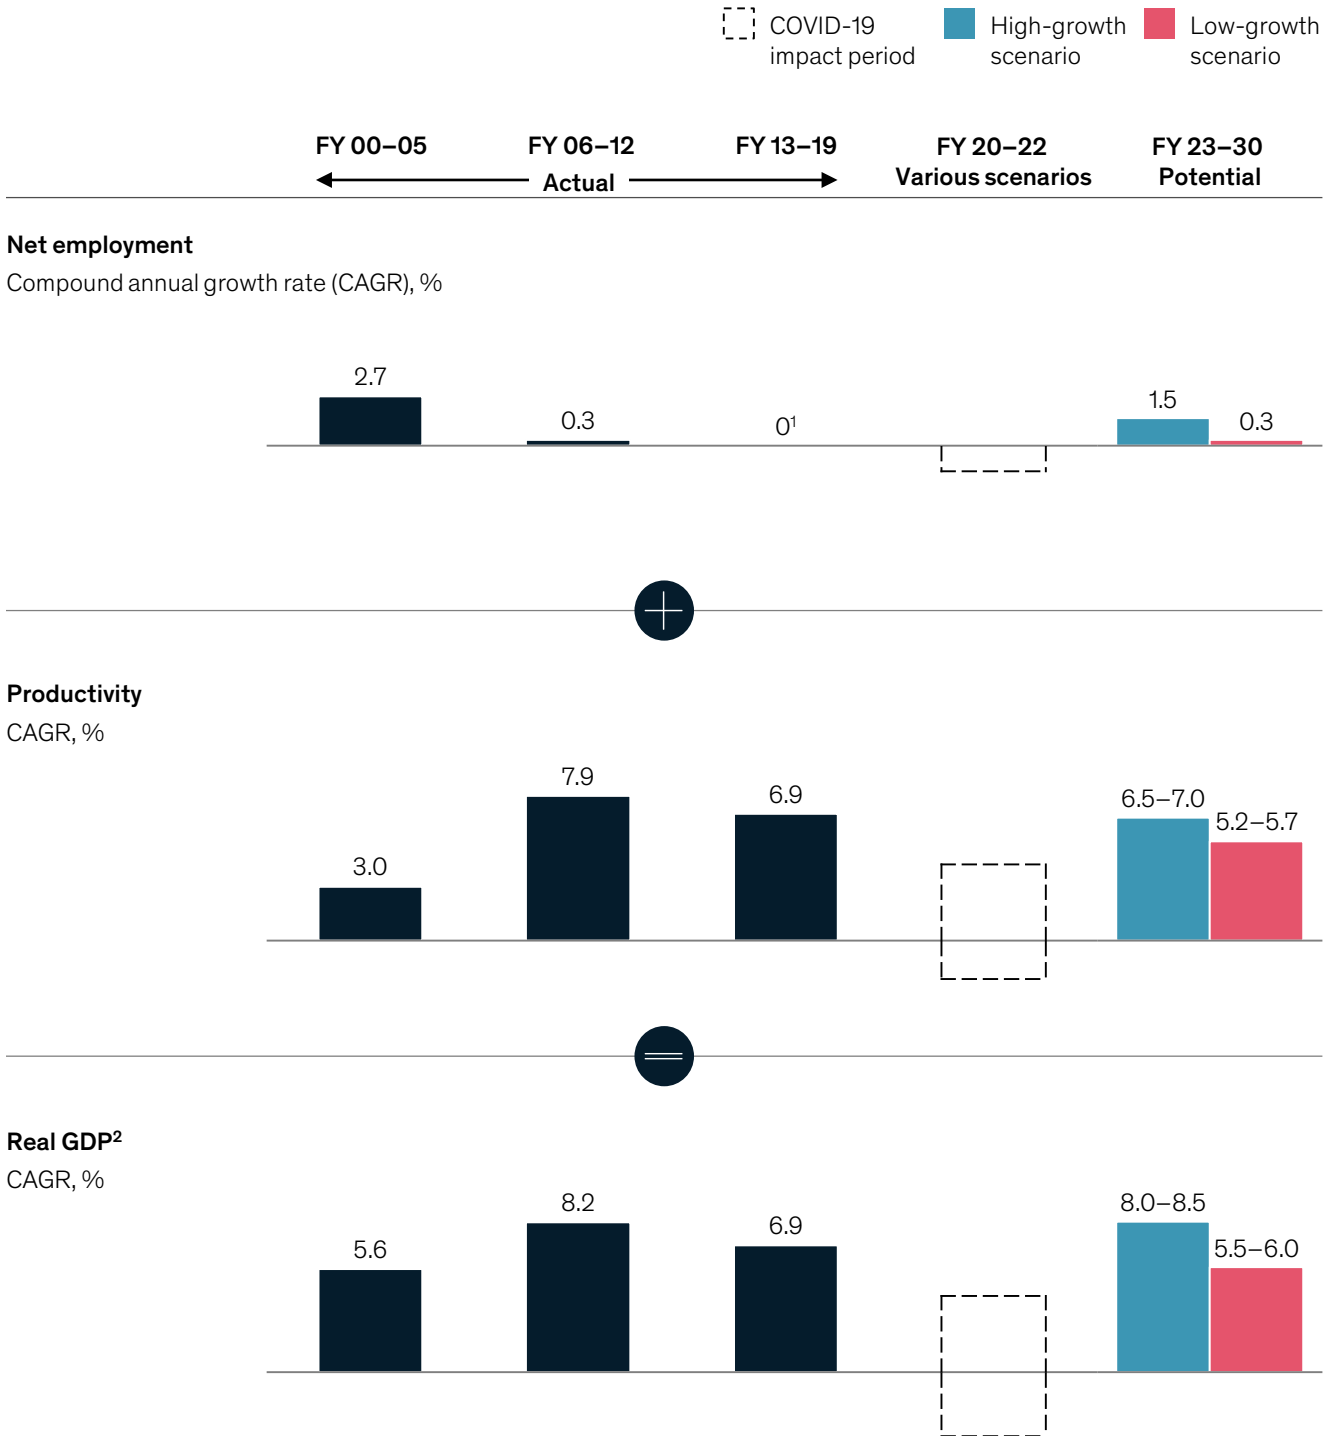 COVID-19
impact period
High-growth
scenario
Low-growth
scenario
FY 00–05
FY 06–12
FY 13–19
FY 20–22
Various scenarios
FY 23–30
Potential
Actual
Net employment
Compound annual growth rate (CAGR), %
2.7
0.3
0¹
1.5
0.3
Productivity
CAGR, %
3.0
7.9
6.9
6.5–7.0
5.2–5.7
Real GDP²
CAGR, %
5.6
8.2
6.9
8.0–8.5
5.5–6.0